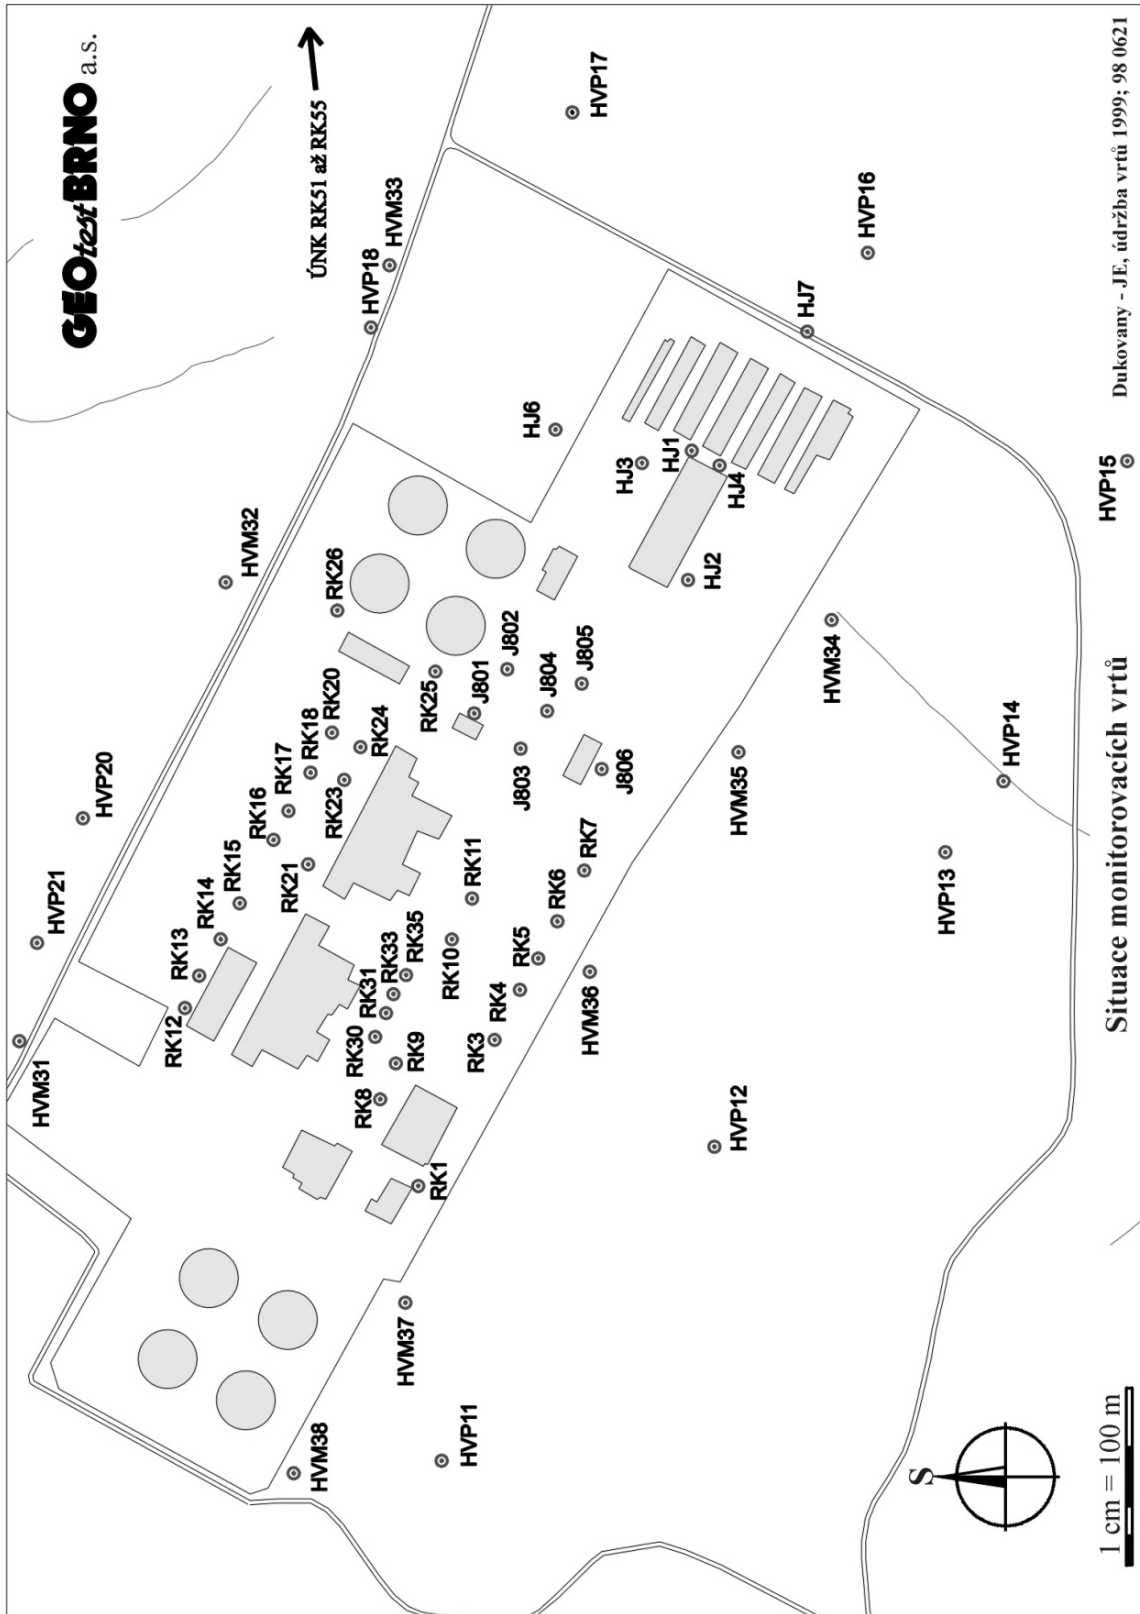 GEOtestBRNO a.s.
ÚNK RK51 až RK55
HVP17
HVM33
HVP18
HVP16
HJ7
HJ6
HJ3
HJ1
HJ4
HJ2
HVP15
HVM32
RK26
J802
J805
J804
J801
RK25
RK20
RK24
RK18
RK23
RK17
RK16
RK21
RK15
RK14
RK13
RK12
HVP20
HVP21
HVM31
J803
J806
HVM34
HVM35
HVP14
HVP13
RK11
RK10
RK7
RK6
RK5
RK4
RK3
RK35
RK33
RK31
RK30
RK9
RK8
RK1
HVM36
HVP12
HVM37
HVM38
HVP11
S
1 cm = 100 m
Situace monitorovacích vrtů
Dukovany - JE, údržba vrtů 1999; 98 0621